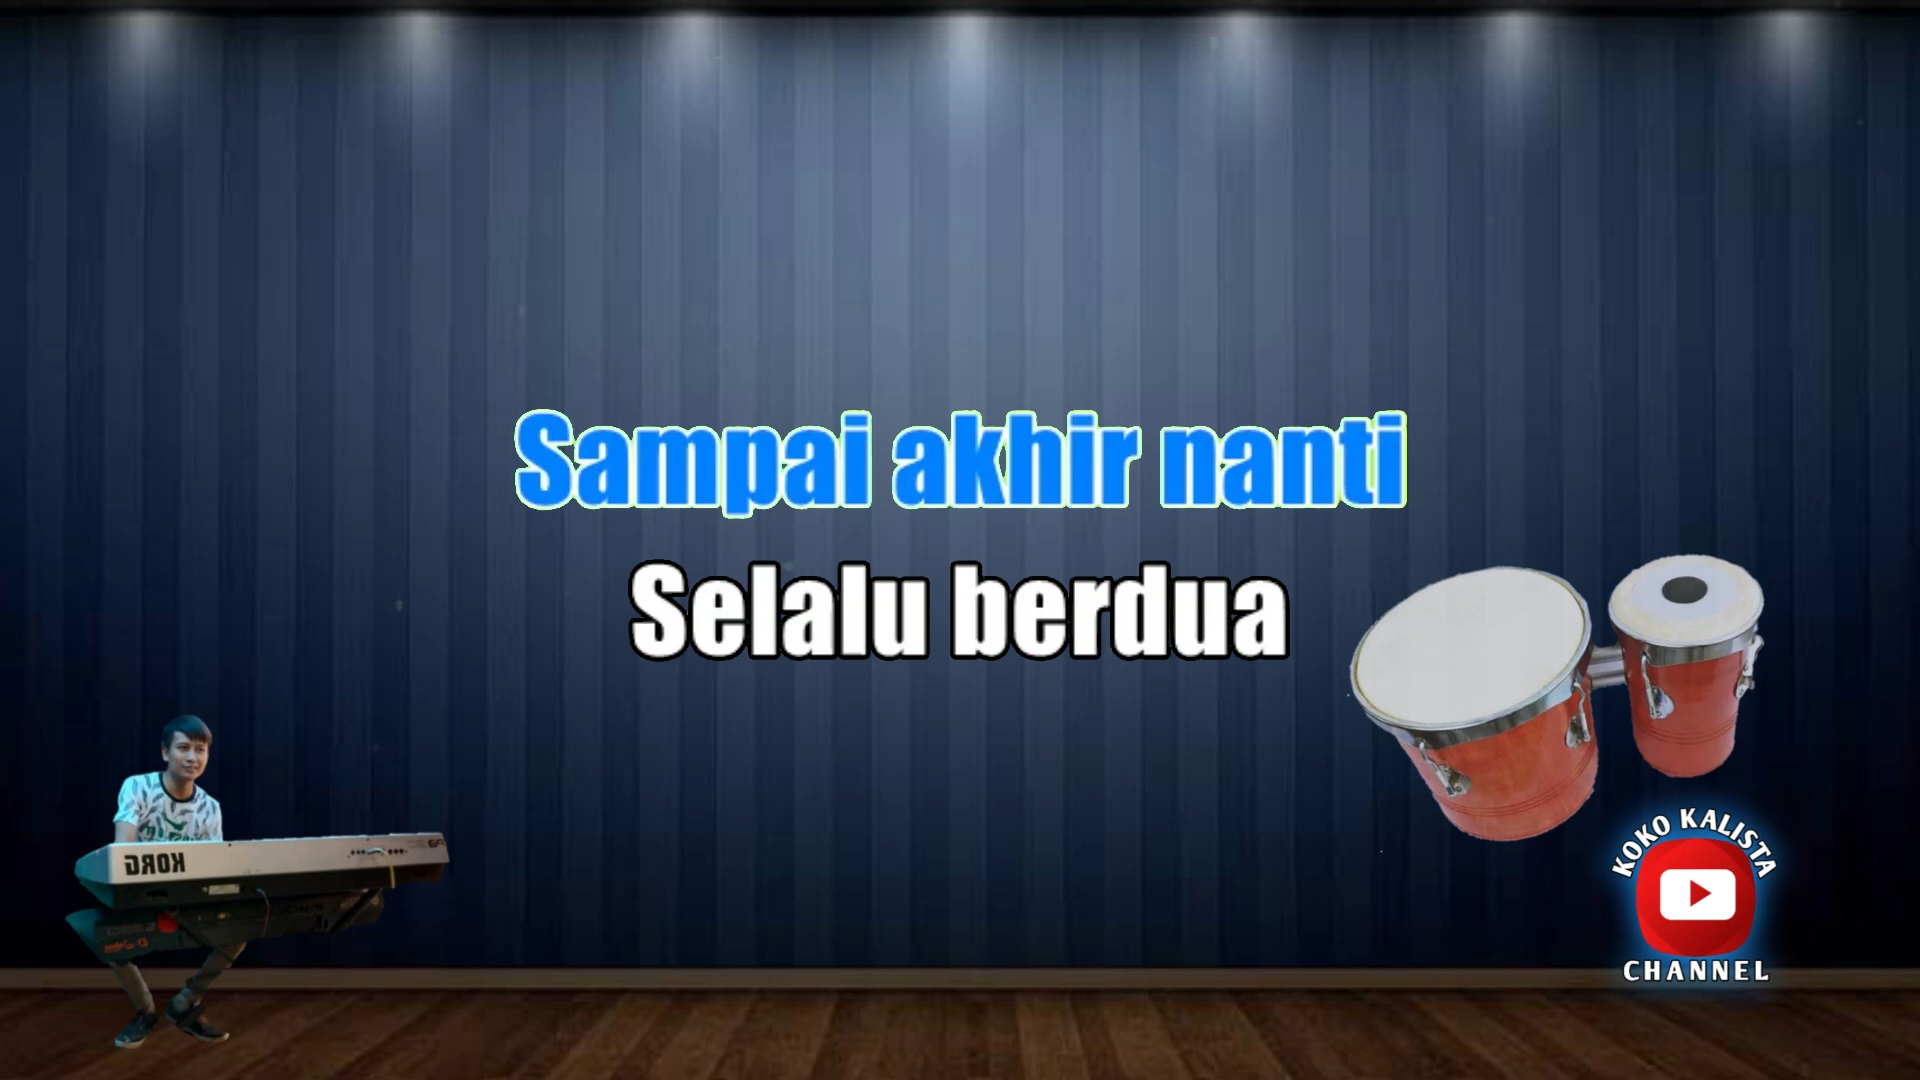 Sampai akhir nanti
Selalu berdua
KORG
KOKO KALISTA
CHANNEL